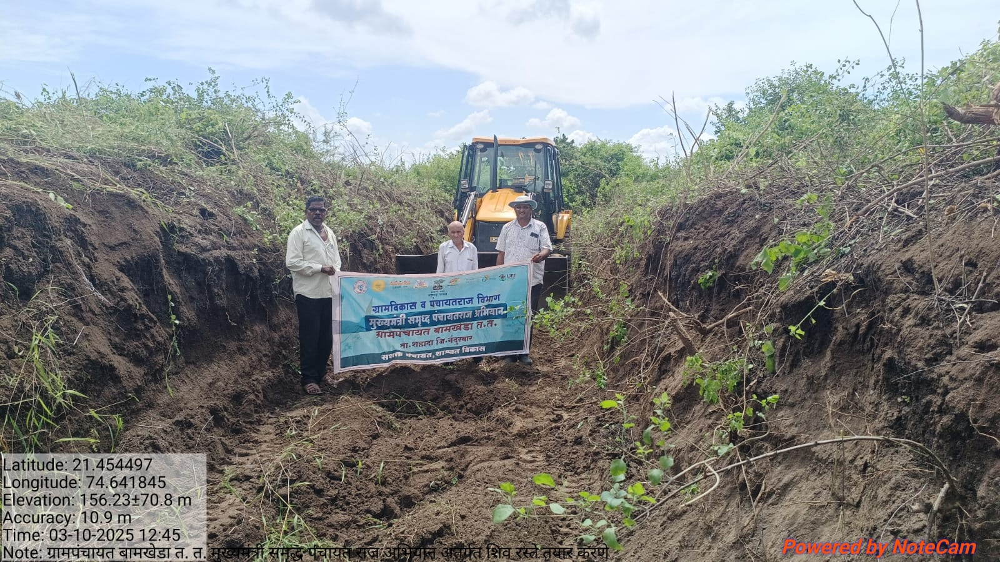 LiFE
ग्रामविकास व पंचायतराज विभाग
मुख्यमंत्री समृध्द पंचायतराज अभियान
ग्रामपंचायत बामखेडा त.त.
ता.शहादा जि.नंदुरबार
सशक्त पंचायत,शाश्वत विकास
Latitude: 21.454497
Longitude: 74.641845
Elevation: 156.23±70.8 m
Accuracy: 10.9 m
Time: 03-10-2025 12:45
Note: ग्रामपंचायत बामखेडा त. त. मुख्यमंत्री समृद्ध पंचायत राज अभियान अंतर्गत शिव रस्ते तयार करणे
Powered by NoteCam